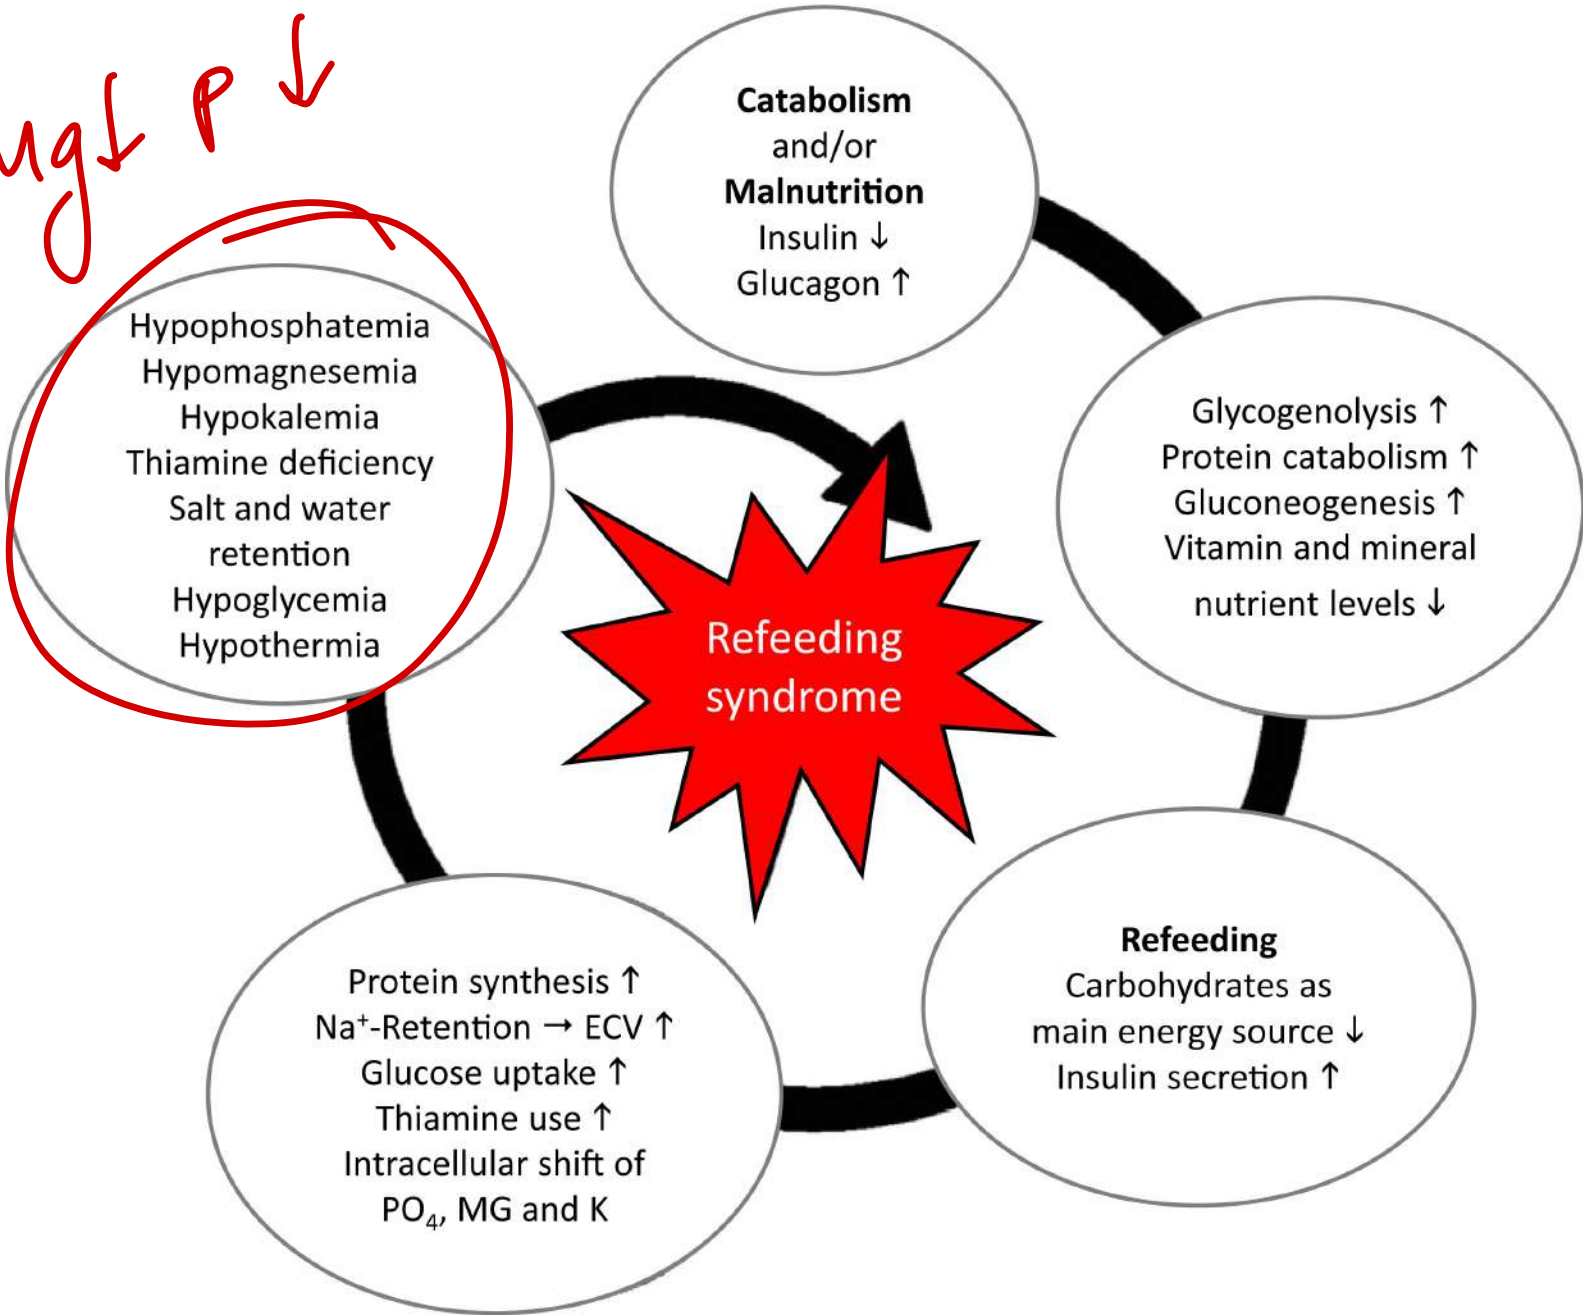 Mg↓ P ↓
Catabolism
and/or
Malnutrition
Insulin ↓
Glucagon ↑
Glycogenolysis ↑
Protein catabolism ↑
Gluconeogenesis ↑
Vitamin and mineral
nutrient levels ↓
Refeeding
Carbohydrates as
main energy source ↓
Insulin secretion ↑
Protein synthesis ↑
Na⁺-Retention → ECV ↑
Glucose uptake ↑
Thiamine use ↑
Intracellular shift of
PO₄, MG and K
Hypophosphatemia
Hypomagnesemia
Hypokalemia
Thiamine deficiency
Salt and water
retention
Hypoglycemia
Hypothermia
Refeeding
syndrome